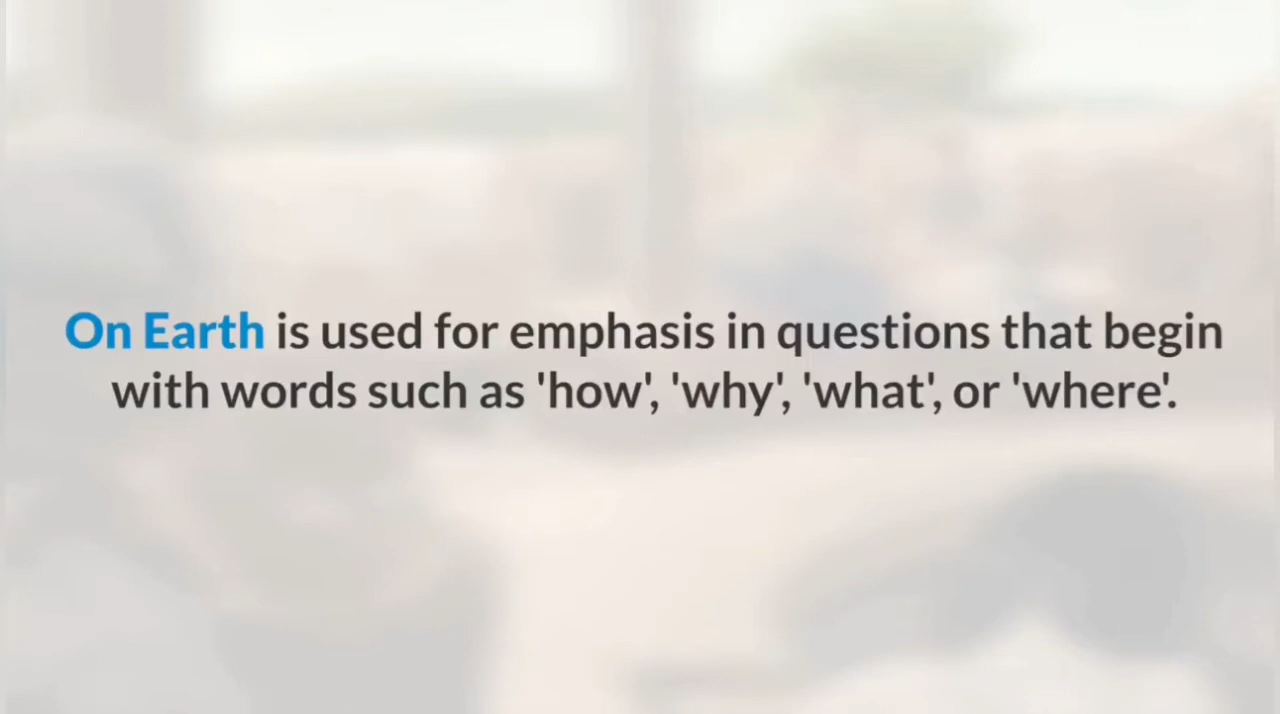 On Earth is used for emphasis in questions that begin
with words such as 'how', 'why', 'what', or 'where'.